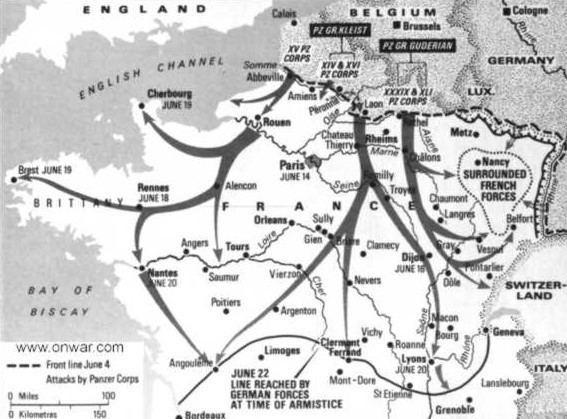 ENGLAND
Calais
BELGIUM
Brussels
Cologne
Rhine
GERMANY
LUX.
PZ GR. KLEIST
PZ GR. GUDERIAN
XV PZ
CORPS
XIV & XVI
PZ CORPS
XXXIX & XLI
PZ CORPS
ENGLISH CHANNEL
Somme
Abbeville
Amiens
Péronne
Oise
Laon
Rethel
Aisne
Cherbourg
JUNE 19
Rouen
Chateau
Thierry
Rheims
Marne
Châlons
Metz
Nancy
SURROUNDED
FRENCH
FORCES
Paris
JUNE 14
Seine
Romilly
Troyes
Chaumont
Langres
Belfort
Brest JUNE 19
BRITTANY
Rennes
JUNE 18
Alencon
FRANCE
Orleans
Sully
Gien
Briare
Clamecy
Gray
Vesoul
Dijon
JUNE 16
Pontarlier
Dôle
SWITZER-
LAND
Angers
Tours
Loire
Nantes
JUNE 20
Saumur
Vierzon
Cher
Nevers
Saône
BAY OF
BISCAY
Poitiers
Argenton
Vichy
Macon
Bourg
Rhône
Geneva
www.onwar.com
Front line June 4
Attacks by Panzer Corps
0 Miles 100
0 Kilometres 150
Angouleme
Limoges
Clermont
Ferrand
Roanne
Lyons
JUNE 20
ITALY
JUNE 22
LINE REACHED BY
GERMAN FORCES
AT TIME OF ARMISTICE
Mont-Dore
St Etienne
Lanslebourg
Grenoble
Bordeaux